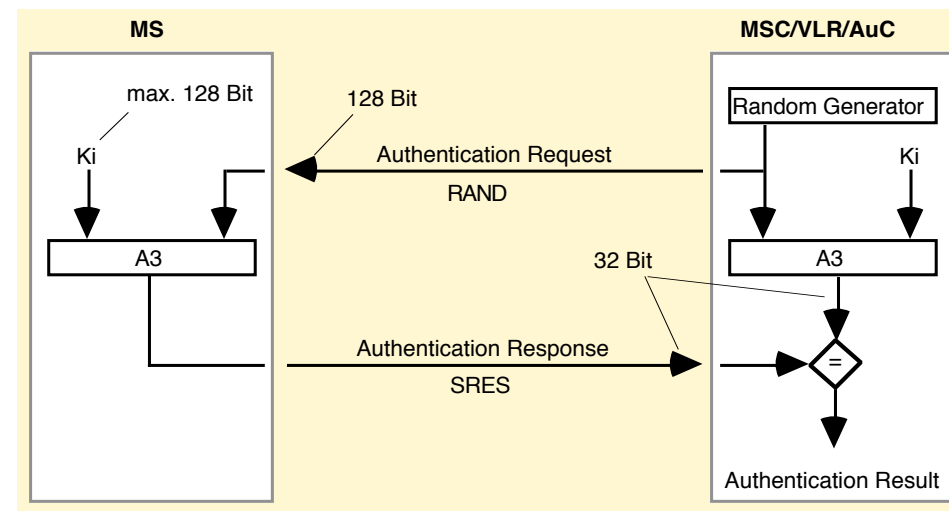 MS
MSC/VLR/AuC
max. 128 Bit
128 Bit
Random Generator
Ki
Authentication Request
Ki
RAND
A3
32 Bit
A3
Authentication Response
=
SRES
Authentication Result